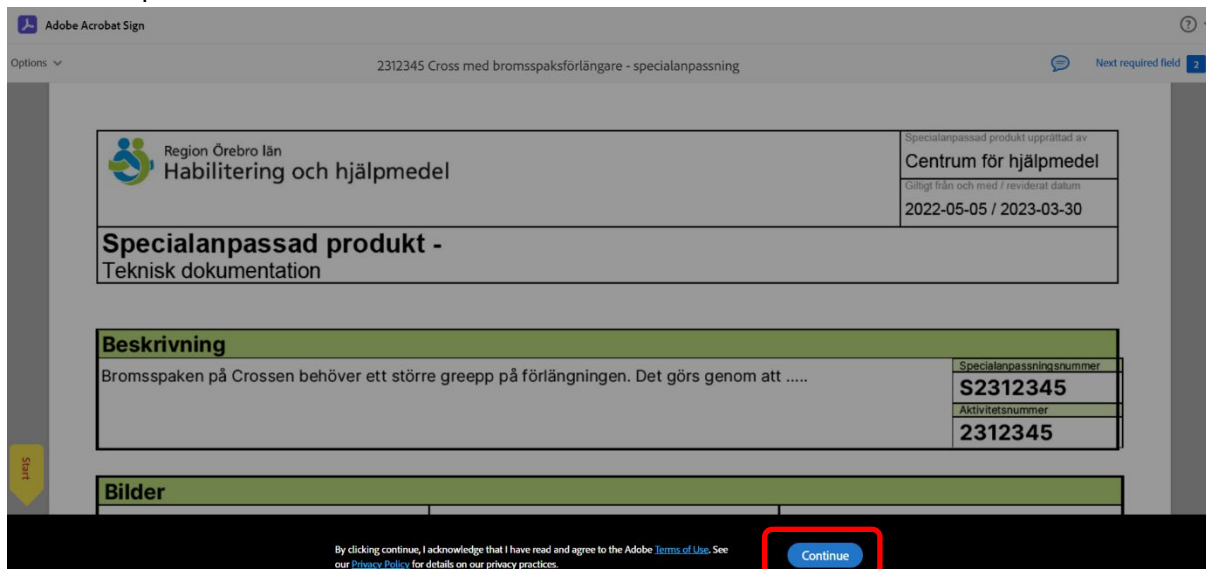 Adobe Acrobat Sign
Options
2312345 Cross med bromsspaksförlängare - specialanpassning
Next required field 2
Region Örebro län
Habilitering och hjälpmedel
Specialanpassad produkt upprättad av
Centrum för hjälpmedel
Giltigt från och med / reviderat datum
2022-05-05 / 2023-03-30
Specialanpassad produkt -
Teknisk dokumentation
Beskrivning
Bromsspaken på Crossen behöver ett större greepp på förlängningen. Det görs genom att .....
Specialanpassningsnummer
S2312345
Aktivitetsnummer
2312345
Start
Bilder
By clicking continue, I acknowledge that I have read and agree to the Adobe Terms of Use. See
our Privacy Policy for details on our privacy practices.
Continue